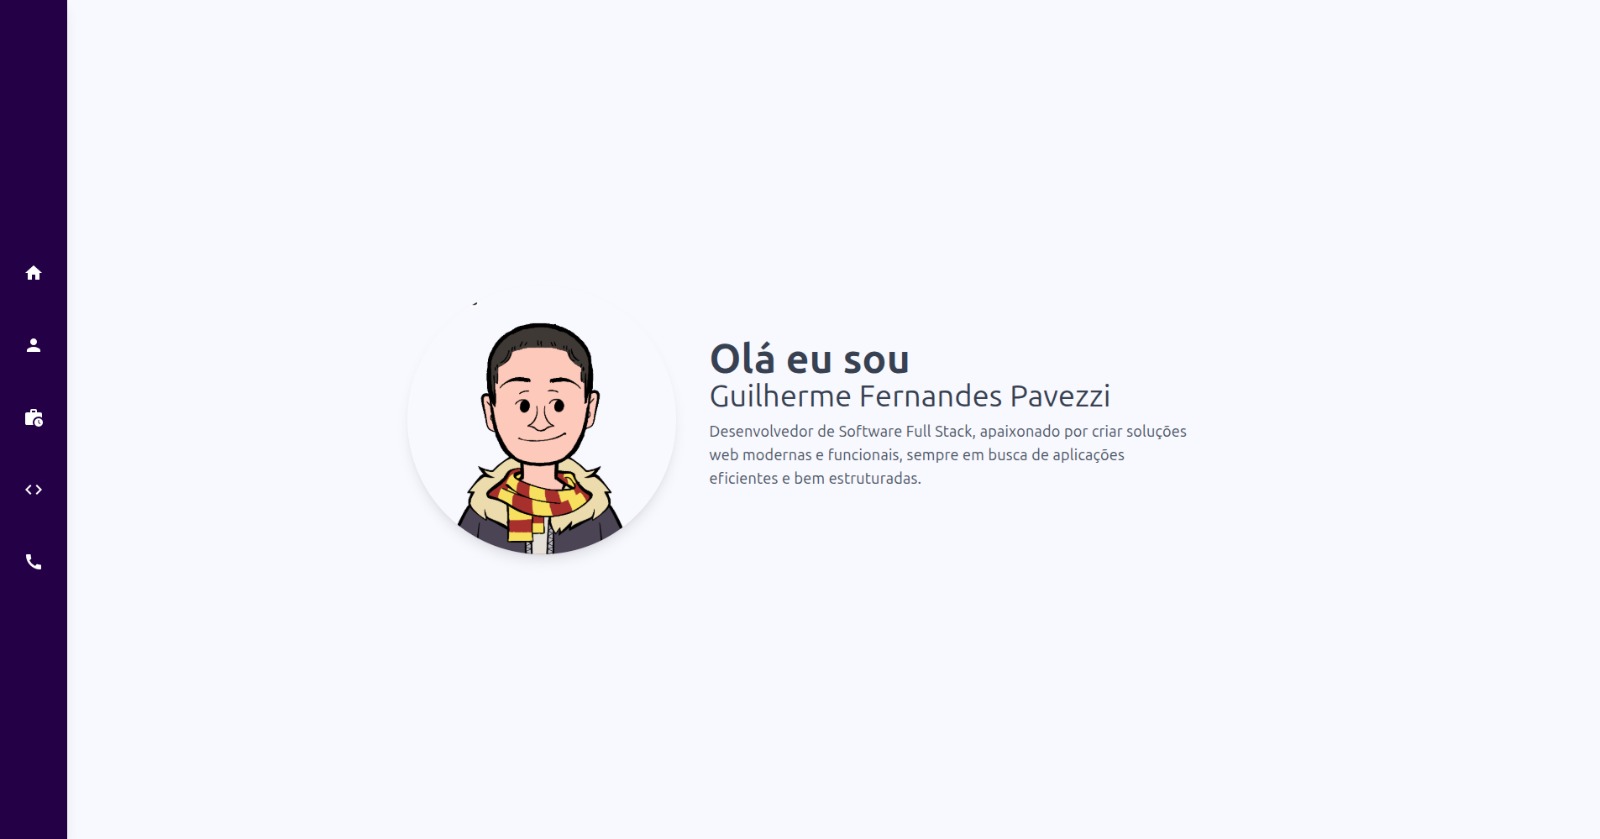 Olá eu sou
Guilherme Fernandes Pavezzi
Desenvolvedor de Software Full Stack, apaixonado por criar soluções
web modernas e funcionais, sempre em busca de aplicações
eficientes e bem estruturadas.